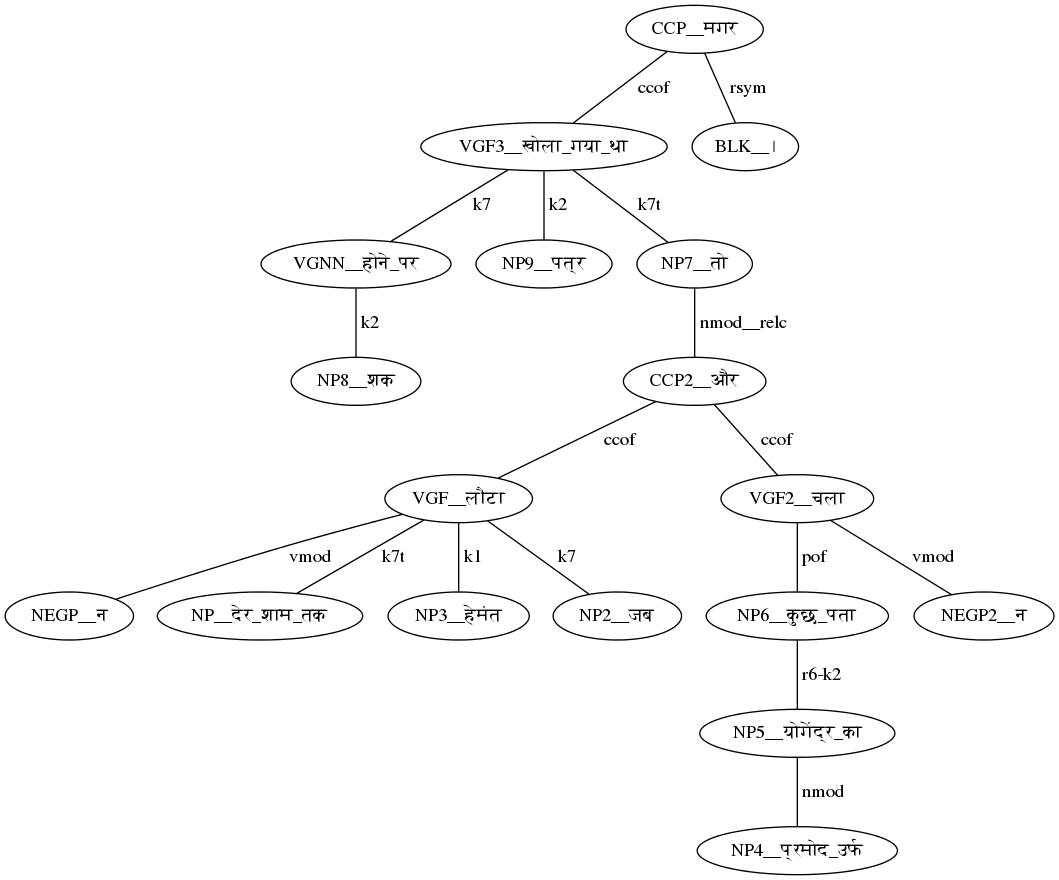 CCP__मगर
ccof
rsym
VGF3__खोला_गया_था
BLK__।
k7
k2
k7t
VGNN__होने_पर
NP9__पत्र
NP7__तो
k2
nmod__relc
NP8__शक
CCP2__और
ccof
ccof
VGF__लौटा
VGF2__चला
vmod
k7t
k1
k7
pof
vmod
NEGP__न
NP__देर_शाम_तक
NP3__हेमंत
NP2__जब
NP6__कुछ_पता
NEGP2__न
r6-k2
NP5__योगेंद्र_का
nmod
NP4__प्रमोद_उर्फ